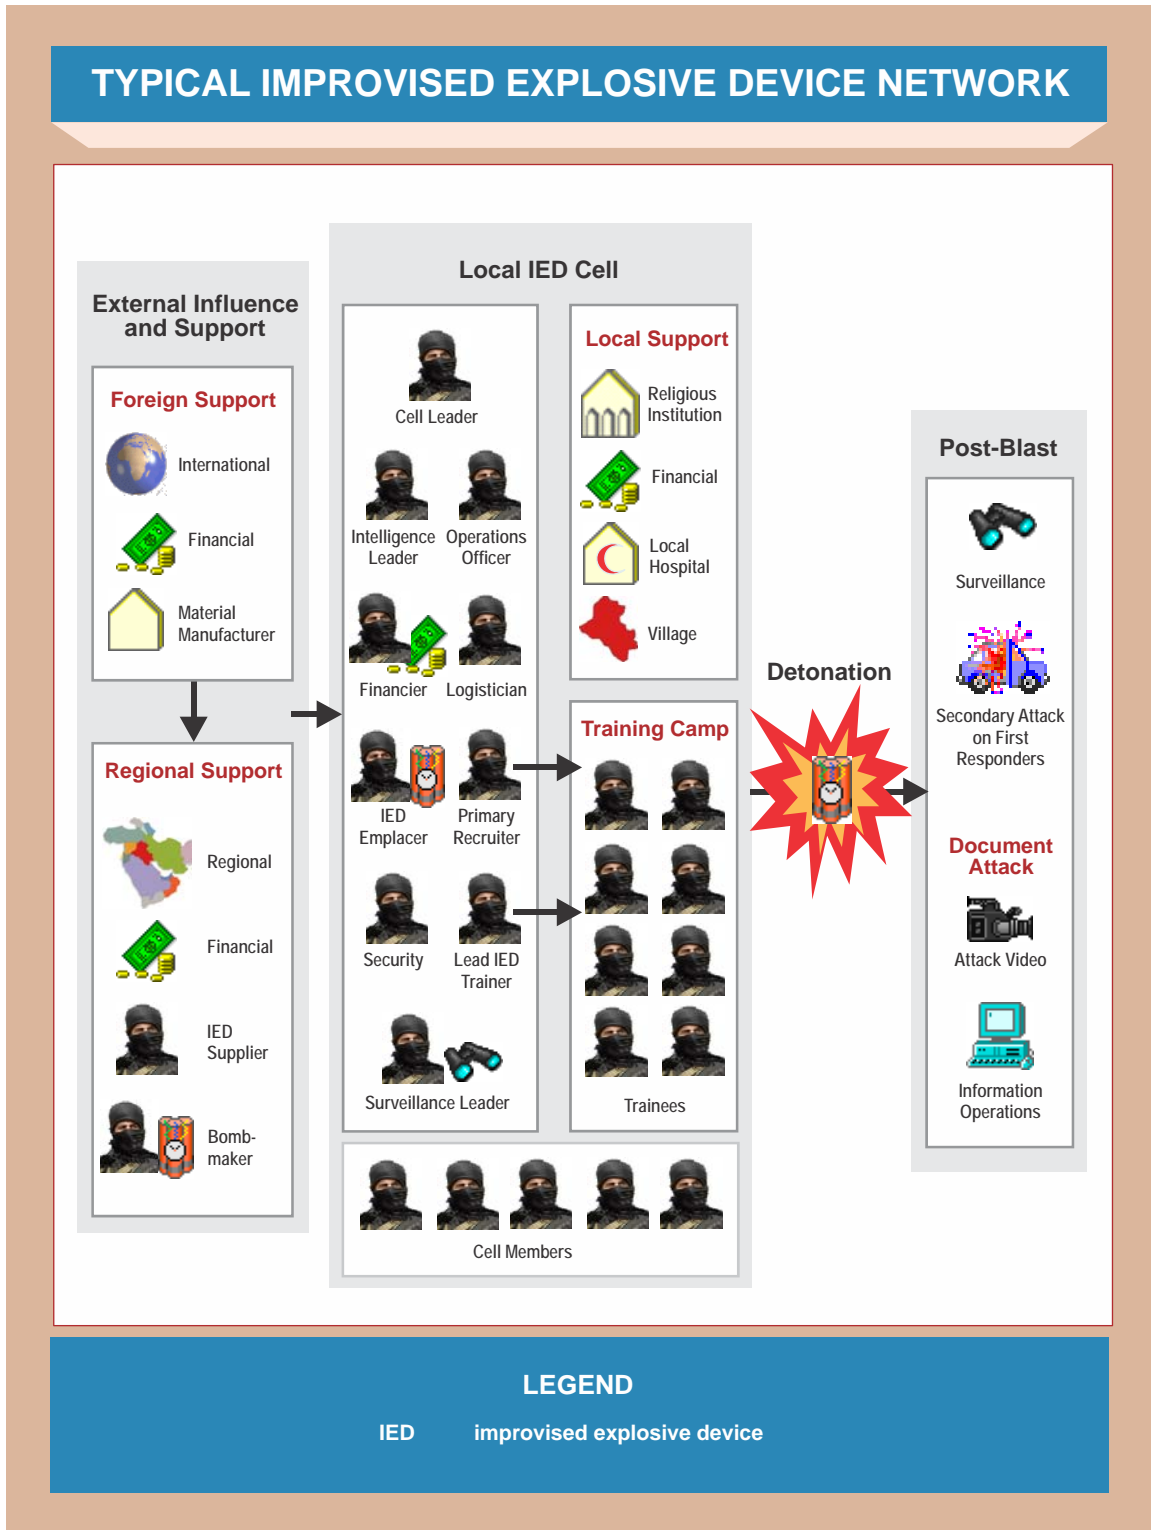 TYPICAL IMPROVISED EXPLOSIVE DEVICE NETWORK
External Influence
and Support
Foreign Support
International
Financial
Material
Manufacturer
Regional Support
Regional
Financial
IED
Supplier
Bomb-
maker
Local IED Cell
Cell Leader
Intelligence
Leader
Operations
Officer
Financier
Logistician
IED
Emplacer
Primary
Recruiter
Security
Lead IED
Trainer
Surveillance Leader
Local Support
Religious
Institution
Financial
Local
Hospital
Village
Training Camp
Trainees
Cell Members
Detonation
Post-Blast
Surveillance
Secondary Attack
on First
Responders
Document
Attack
Attack Video
Information
Operations
LEGEND
IED improvised explosive device